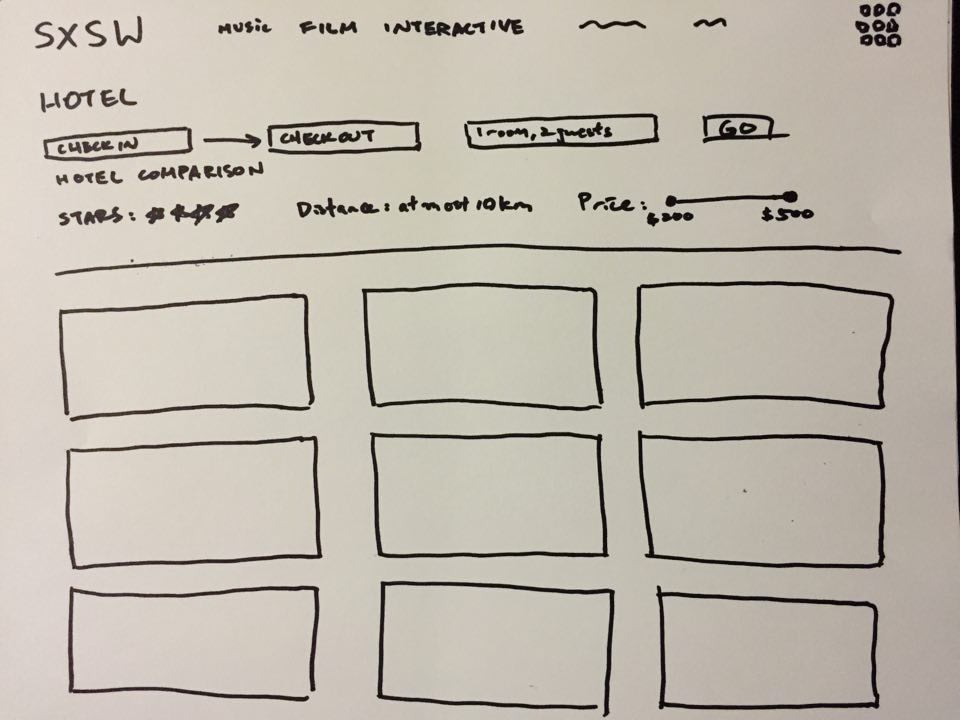 SXSW MUSIC FILM INTERACTIVE
HOTEL
CHECK IN CHECKOUT 1 room, 2 guests GO
HOTEL COMPARISON
STARS: Distance: at most 10km Price:
$200 $500